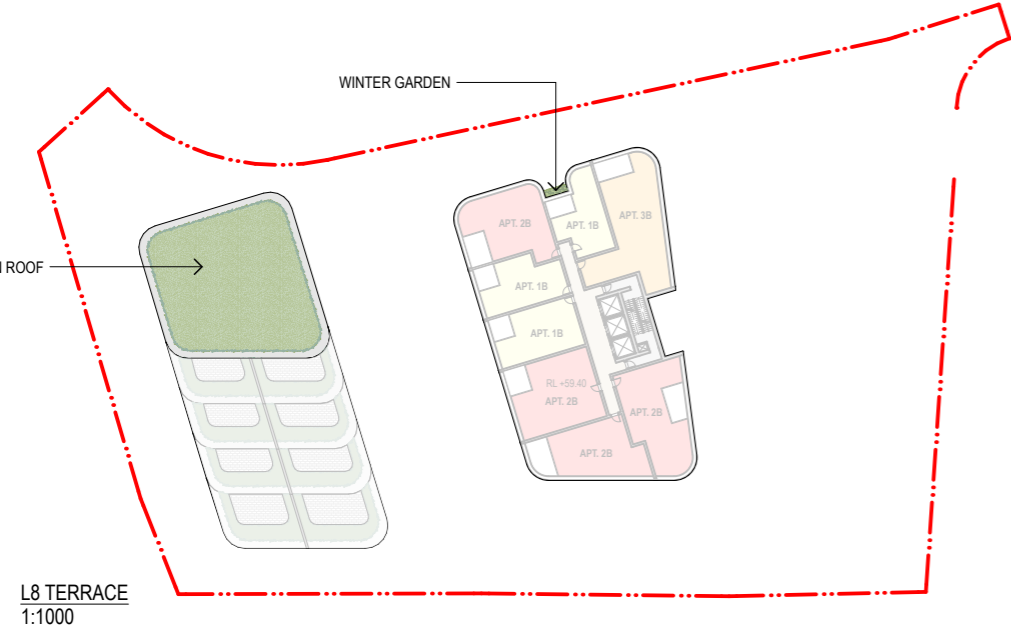 WINTER GARDEN
APT. 2B
APT. 1B
APT. 3B
N ROOF
APT. 1B
APT. 1B
RL +59.40
APT. 2B
APT. 2B
APT. 2B
L8 TERRACE
1:1000